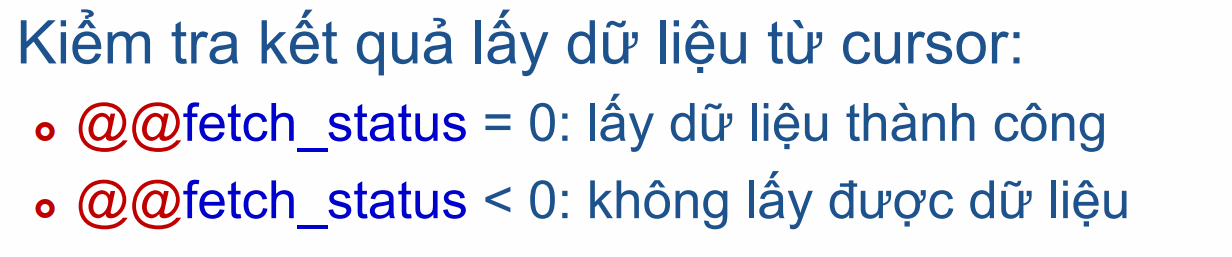 Kiểm tra kết quả lấy dữ liệu từ cursor:
@@fetch_status = 0: lấy dữ liệu thành công
@@fetch_status < 0: không lấy được dữ liệu